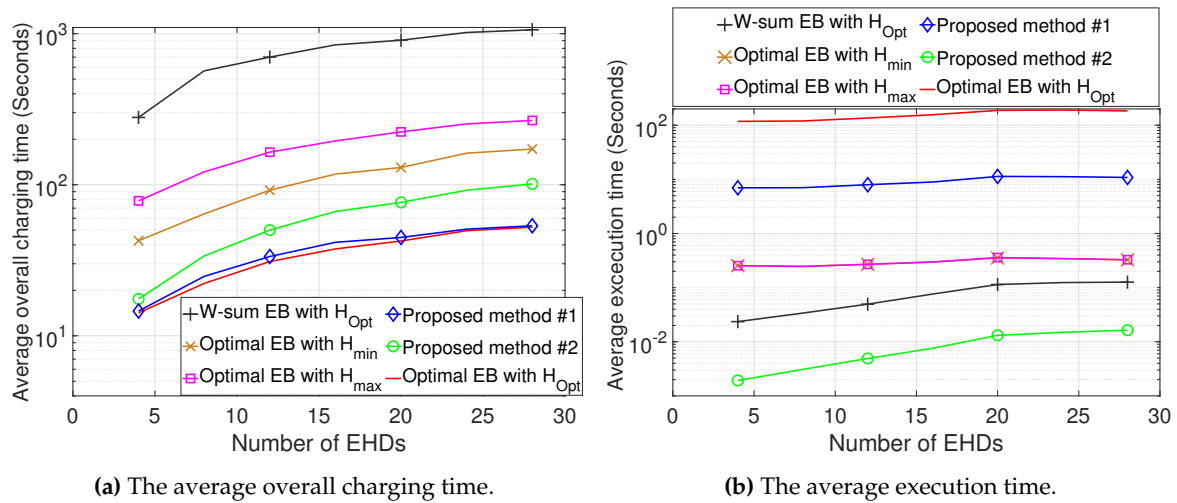 Average overall charging time (Seconds)
10^3
10^2
10^1
0 5 10 15 20 25 30
Number of EHDs
W-sum EB with H_Opt
Optimal EB with H_min
Optimal EB with H_max
Proposed method #1
Proposed method #2
Optimal EB with H_Opt
(a) The average overall charging time.
W-sum EB with H_Opt
Optimal EB with H_min
Optimal EB with H_max
Proposed method #1
Proposed method #2
Optimal EB with H_Opt
Average excecution time (Seconds)
10^2
10^0
10^-2
0 5 10 15 20 25 30
Number of EHDs
(b) The average execution time.